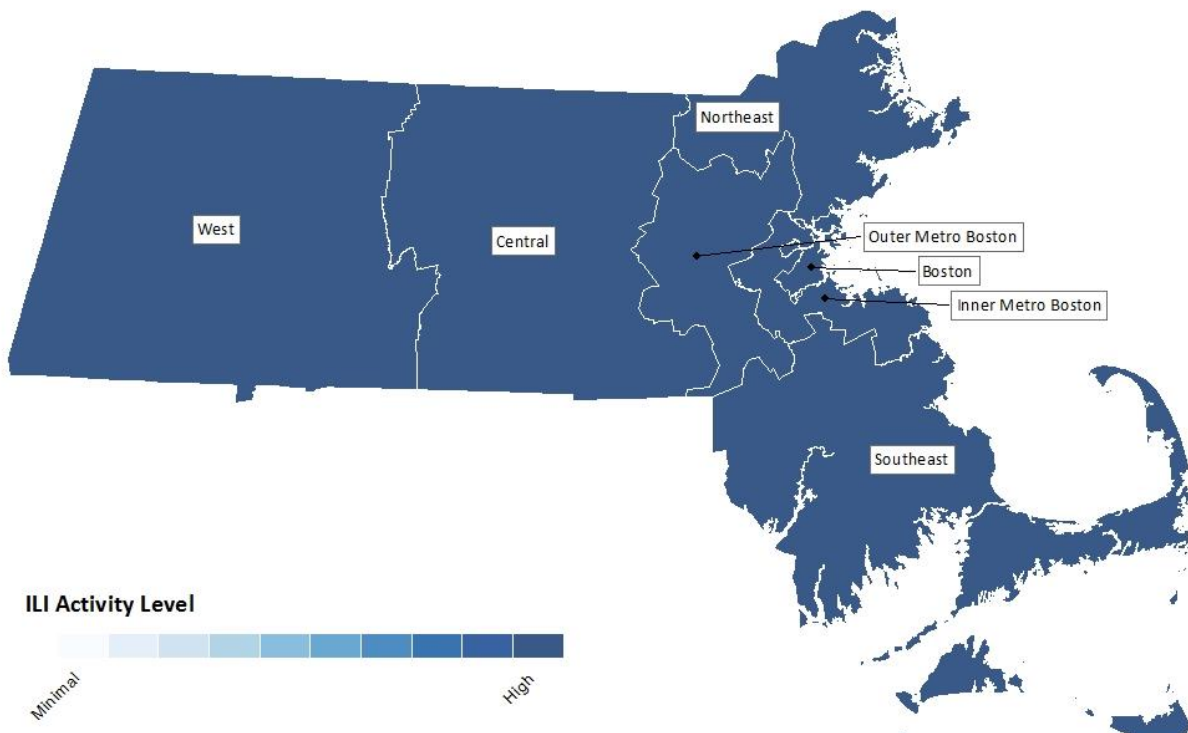 Northeast
West
Central
Outer Metro Boston
Boston
Inner Metro Boston
Southeast
ILI Activity Level
Minimal
High